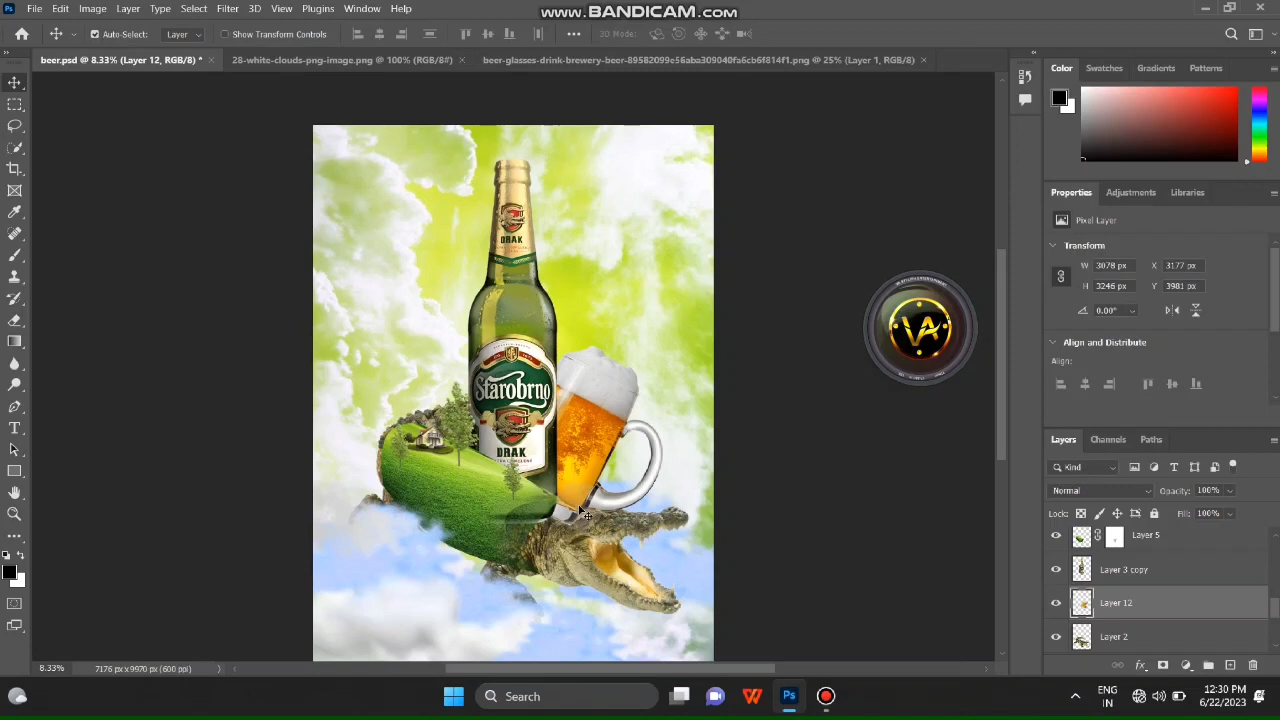 www.BANDICAM.com
Ps File Edit Image Layer Type Select Filter 3D View Plugins Window Help
Auto-Select: Layer Show Transform Controls 3D Mode:
beer.psd @ 8.33% (Layer 12, RGB/8) * 28-white-clouds-png-image.png @ 100% (RGB/8#) beer-glasses-drink-brewery-beer-89582099e56aba309040fa6cb6f814f1.png @ 25% (Layer 1, RGB/8)
Color Swatches Gradients Patterns
Properties Adjustments Libraries
Pixel Layer
Transform
W 3078 px X 3177 px
H 3246 px Y 3981 px
0.00°
Align and Distribute
Align:
DRAK
Starobrno
DRAK
VA
Layers Channels Paths
Kind
Normal Opacity: 100%
Lock: Fill: 100%
Layer 5
Layer 3 copy
Layer 12
Layer 2
fx
8.33% 7176 px x 9970 px (600 ppi)
Search
Ps
ENG
IN
12:30 PM
6/22/2023